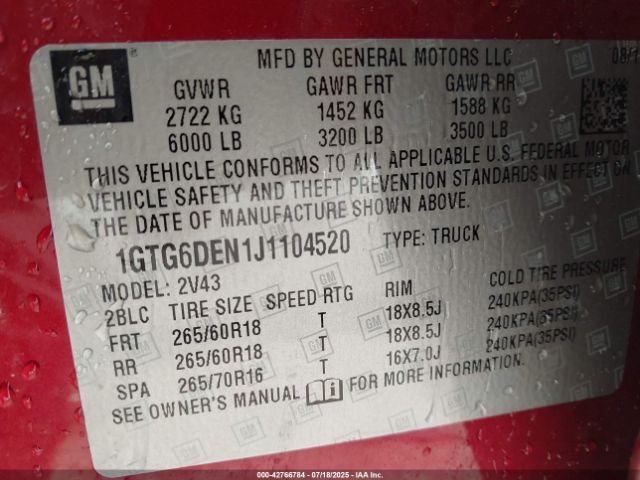 GM
MFD BY GENERAL MOTORS LLC 08/1
GVWR GAWR FRT GAWR RR
2722 KG 1452 KG 1588 KG
6000 LB 3200 LB 3500 LB
THIS VEHICLE CONFORMS TO ALL APPLICABLE U.S. FEDERAL MOTOR
VEHICLE SAFETY AND THEFT PREVENTION STANDARDS IN EFFECT ON
THE DATE OF MANUFACTURE SHOWN ABOVE.
1GTG6DEN1J1104520 TYPE: TRUCK
MODEL: 2V43
2BLC TIRE SIZE SPEED RTG RIM COLD TIRE PRESSURE
FRT 265/60R18 T 18X8.5J 240KPA(35PSI)
RR 265/60R18 T 18X8.5J 240KPA(35PSI)
SPA 265/70R16 T 16X7.0J 240KPA(35PSI)
SEE OWNER'S MANUAL FOR MORE INFORMATION.
000-42766784 - 07/18/2025 - IAA, Inc.